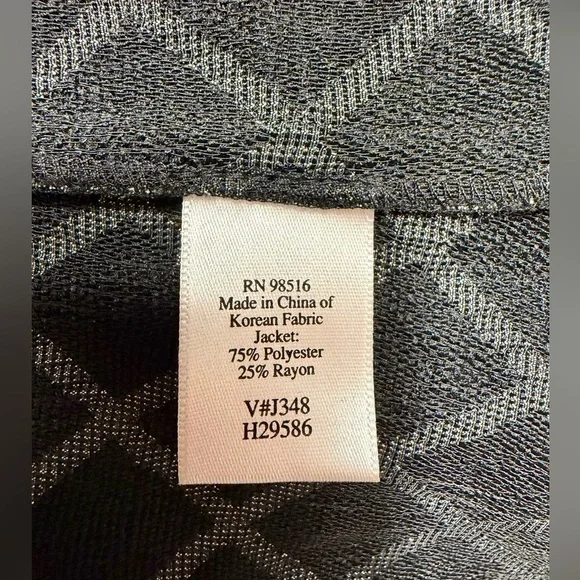 RN 98516
Made in China of
Korean Fabric
Jacket:
75% Polyester
25% Rayon
V#J348
H29586